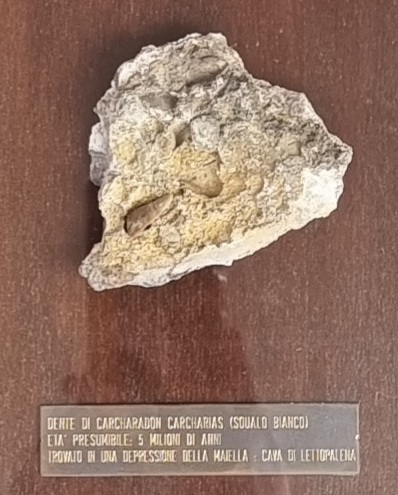 DENTE DI CARCHARADON CARCHARIAS (SQUALO BIANCO)
ETA' PRESUMIBILE: 5 MILIONI DI ANNI
TROVATO IN UNA DEPRESSIONE DELLA MAIELLA : CAVA DI LETTOPALENA